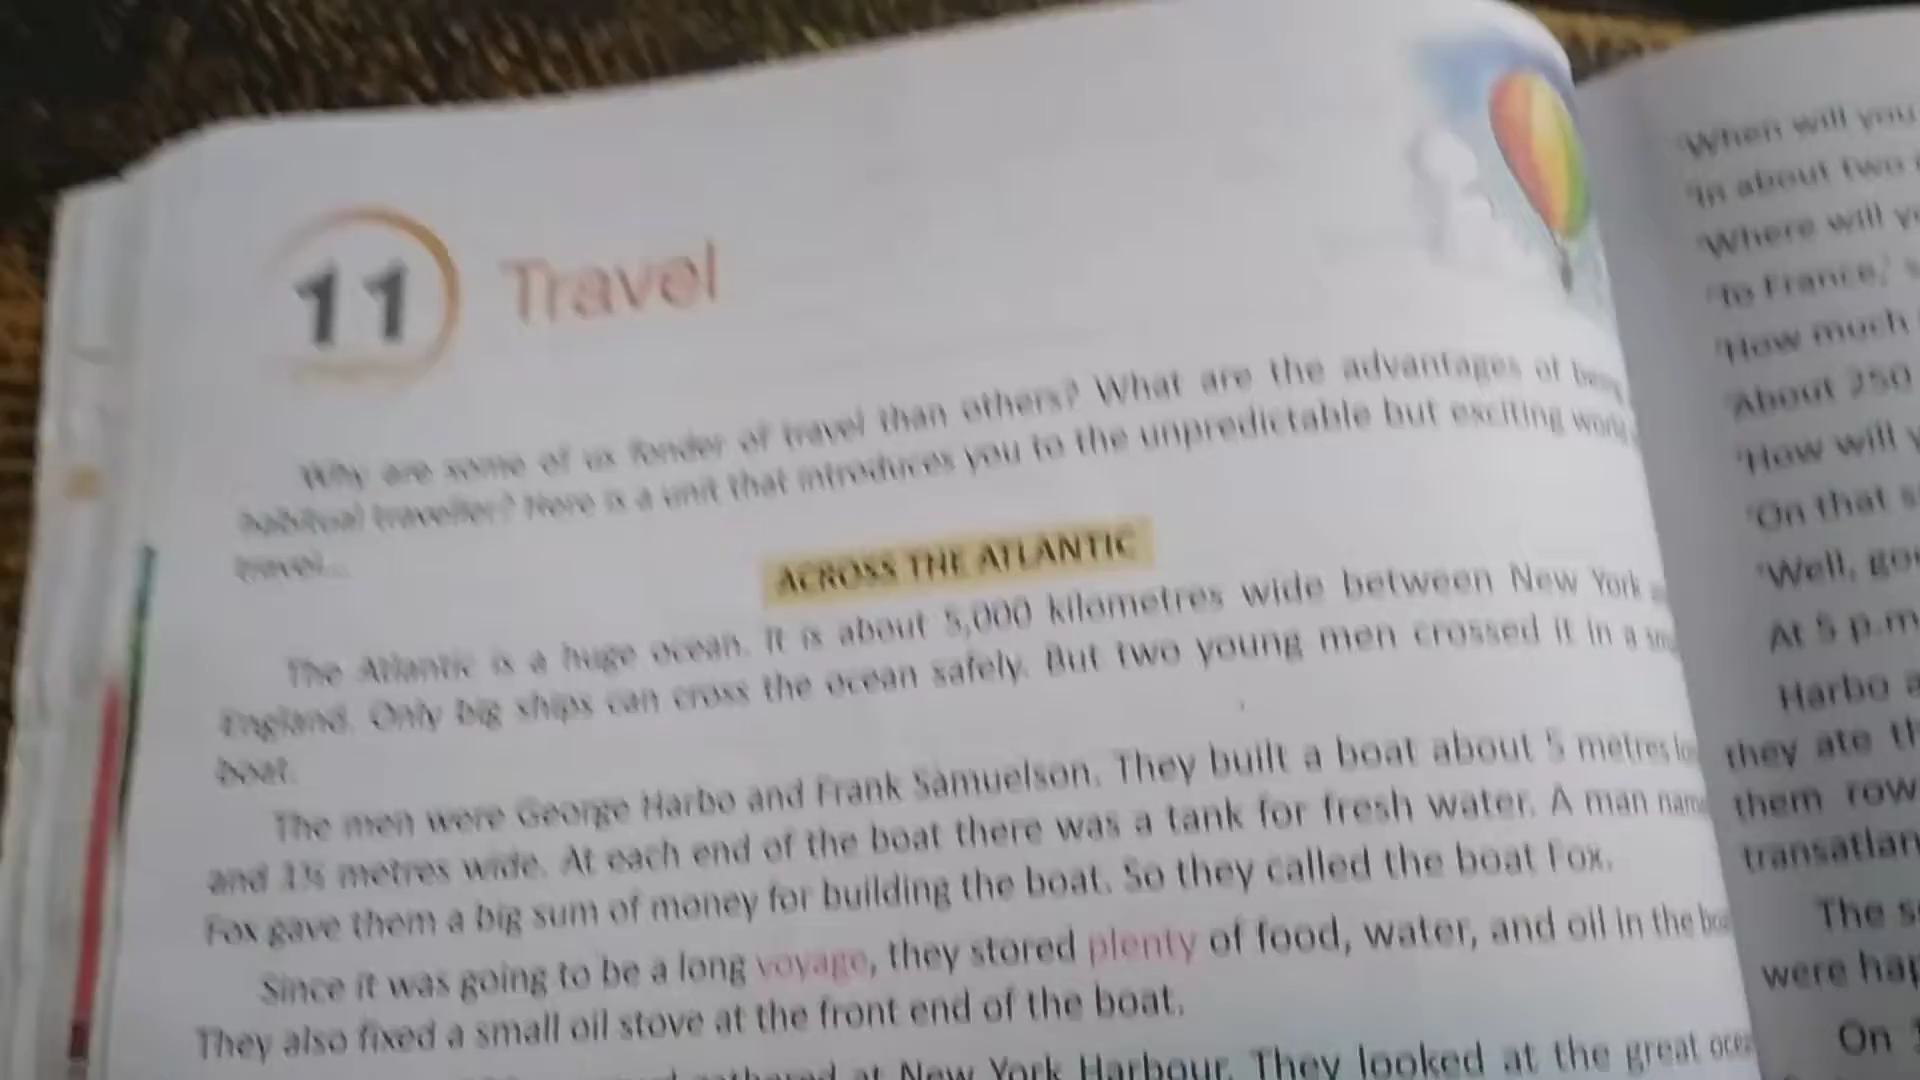 11 Travel
Why are some of us fonder of travel than others? What are the advantages of being
habitual traveller? Here is a unit that introduces you to the unpredictable but exciting world
travel...
ACROSS THE ATLANTIC
The Atlantic is a huge ocean. It is about 5,000 kilometres wide between New York
England. Only big ships can cross the ocean safely. But two young men crossed it in a
boat.
The men were George Harbo and Frank Samuelson. They built a boat about 5 metres
and 1½ metres wide. At each end of the boat there was a tank for fresh water. A man
Fox gave them a big sum of money for building the boat. So they called the boat Fox.
Since it was going to be a long voyage, they stored plenty of food, water, and oil in the
They also fixed a small oil stove at the front end of the boat.
gathered at New York Harbour. They looked at the great
'When will you
'In about two
'Where will
'To France,'
'How much
'About 250
'How will
'On that
'Well,
At 5 p.m
Harbo
they ate
them row
The
were
On